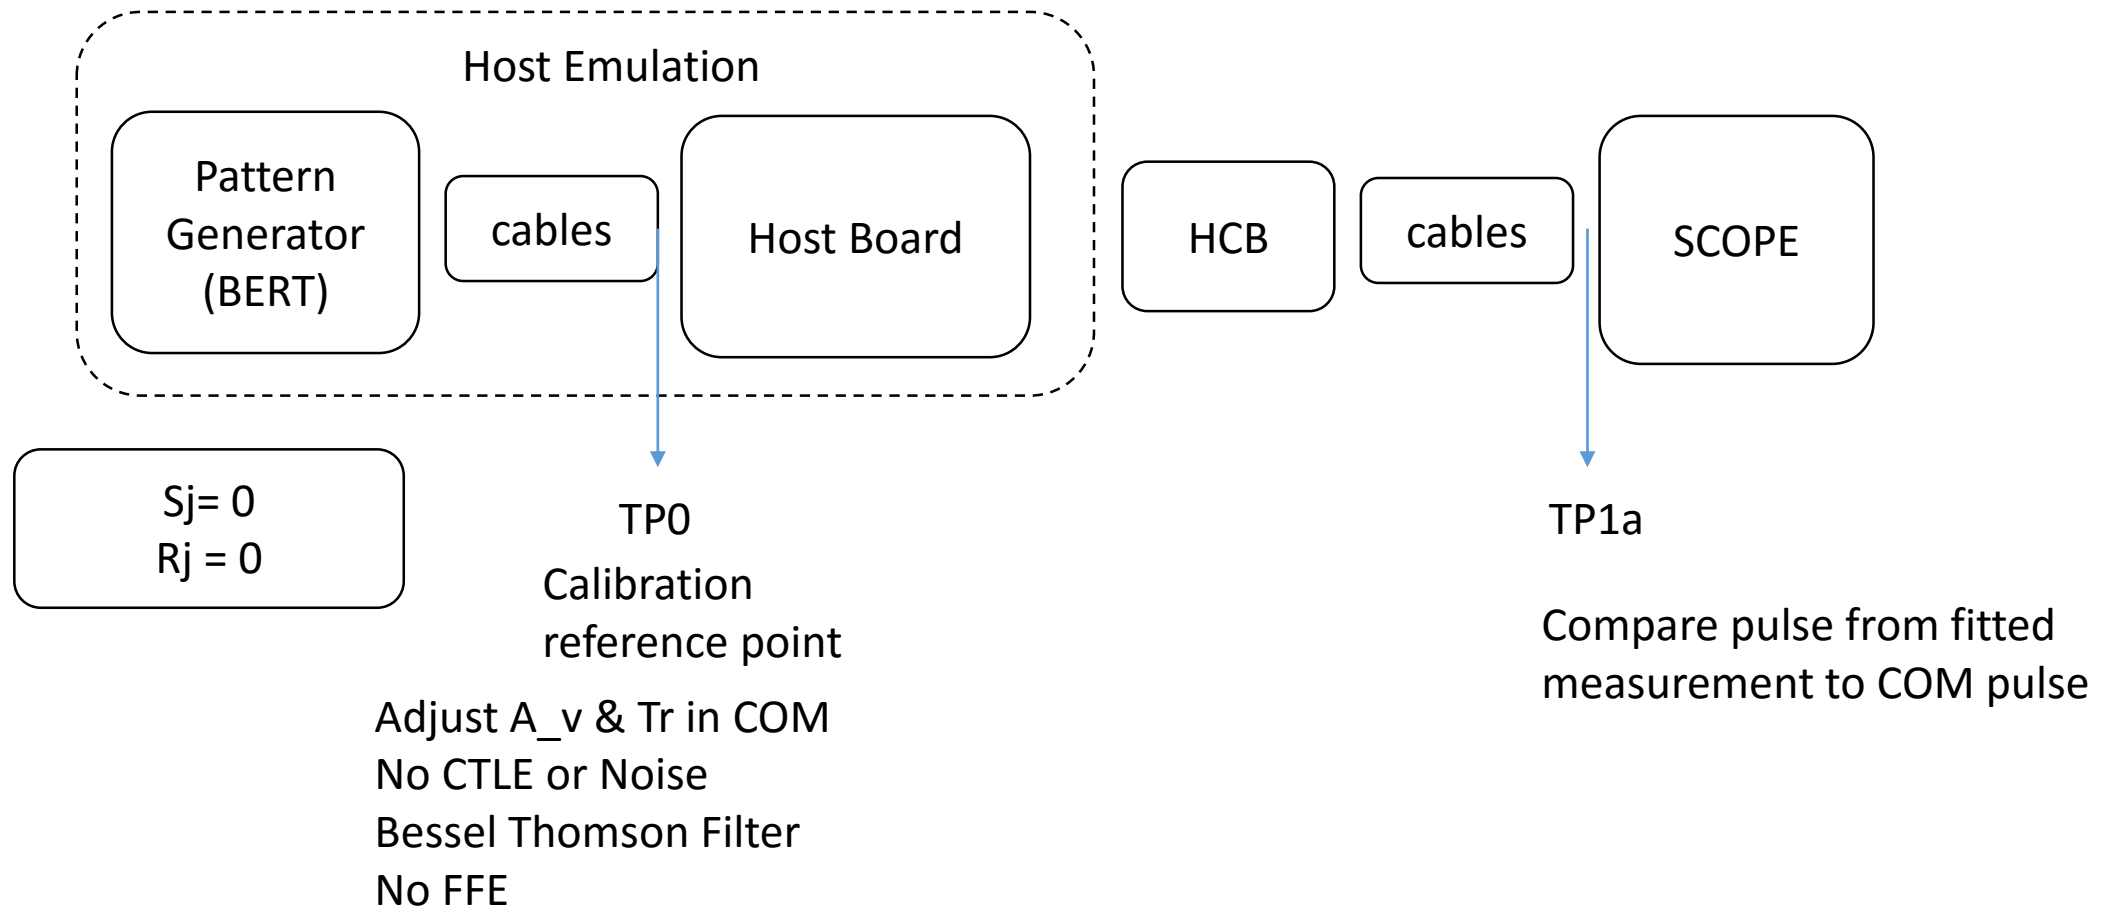 Host Emulation
Pattern
Generator
(BERT)
cables
Host Board
HCB
cables
SCOPE
Sj= 0
Rj = 0
TP0
Calibration
reference point
Adjust A_v & Tr in COM
No CTLE or Noise
Bessel Thomson Filter
No FFE
TP1a
Compare pulse from fitted
measurement to COM pulse